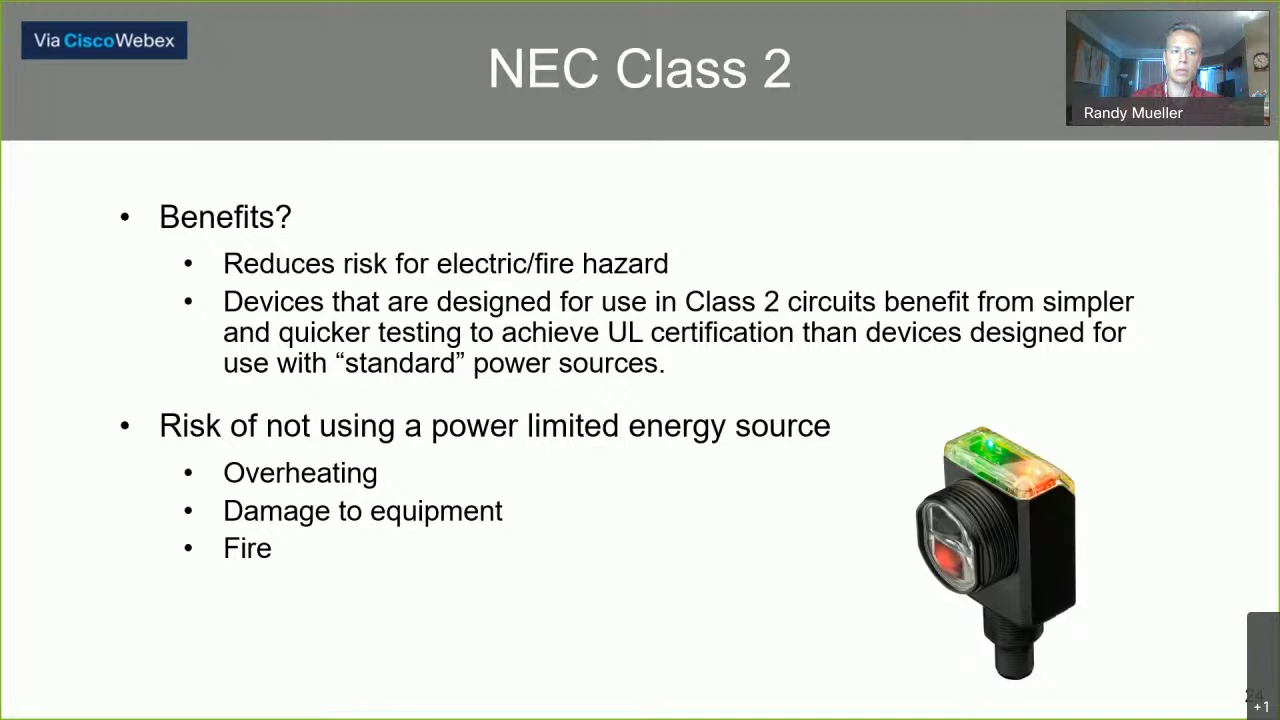 Via CiscoWebex
NEC Class 2
Randy Mueller
• Benefits?
• Reduces risk for electric/fire hazard
• Devices that are designed for use in Class 2 circuits benefit from simpler
and quicker testing to achieve UL certification than devices designed for
use with “standard” power sources.
• Risk of not using a power limited energy source
• Overheating
• Damage to equipment
• Fire
24
+1